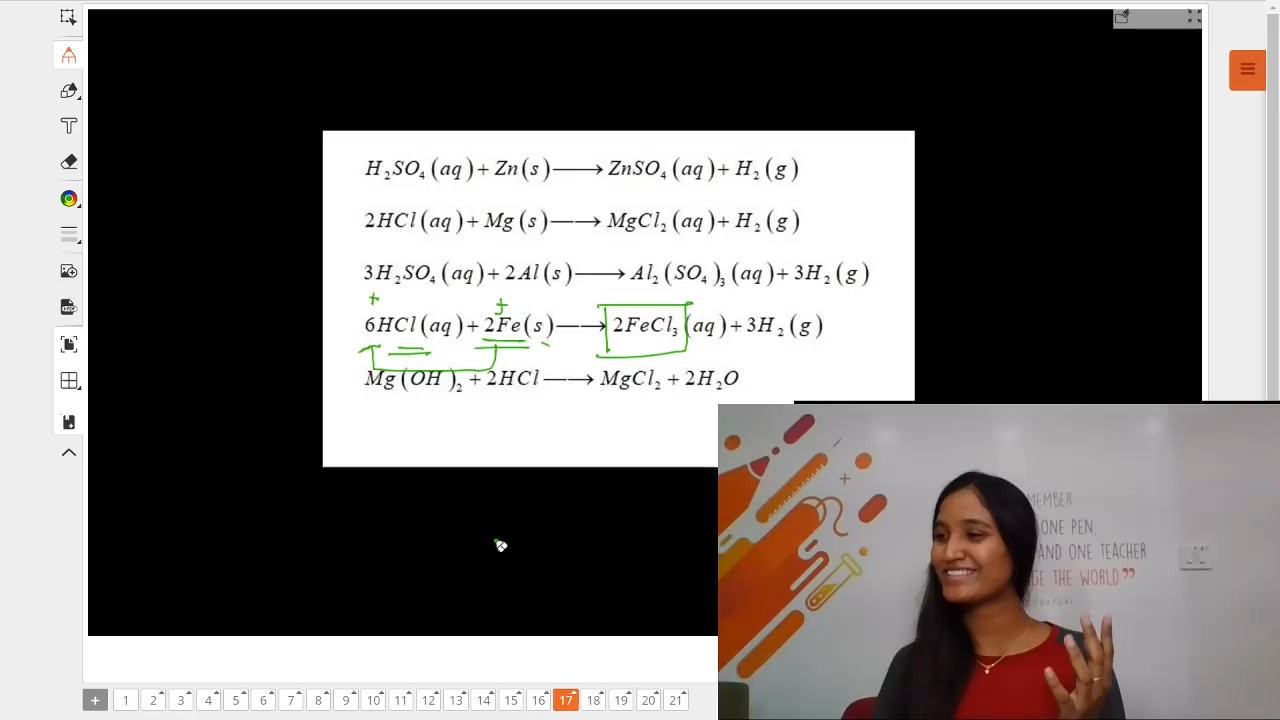 H₂SO₄(aq) + Zn(s) ⟶ ZnSO₄(aq) + H₂(g)
2HCl(aq) + Mg(s) ⟶ MgCl₂(aq) + H₂(g)
3H₂SO₄(aq) + 2Al(s) ⟶ Al₂(SO₄)₃(aq) + 3H₂(g)
+ +
6HCl(aq) + 2Fe(s) ⟶ 2FeCl₃(aq) + 3H₂(g)
Mg(OH)₂ + 2HCl ⟶ MgCl₂ + 2H₂O
ONE PEN,
AND ONE TEACHER
THE WORLD”
+ 1 2 3 4 5 6 7 8 9 10 11 12 13 14 15 16 17 18 19 20 21